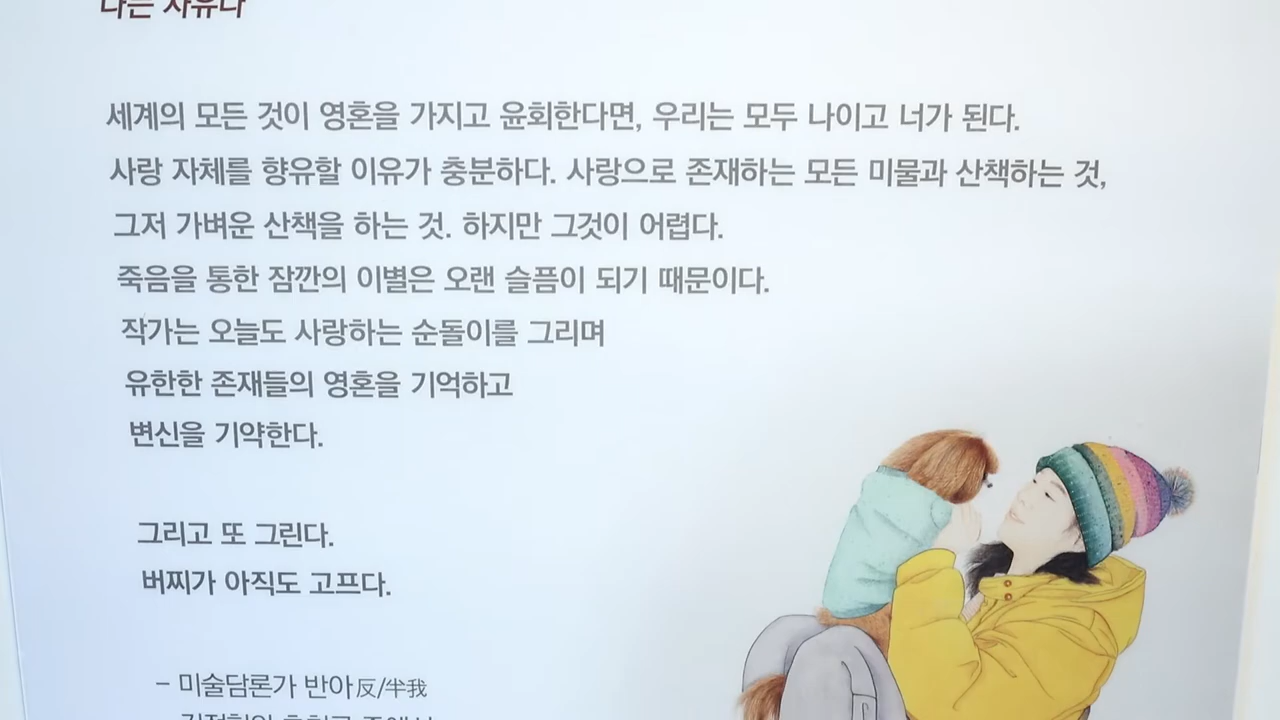 나는 자유다
세계의 모든 것이 영혼을 가지고 윤회한다면, 우리는 모두 나이고 너가 된다.
사랑 자체를 향유할 이유가 충분하다. 사랑으로 존재하는 모든 미물과 산책하는 것,
그저 가벼운 산책을 하는 것. 하지만 그것이 어렵다.
죽음을 통한 잠깐의 이별은 오랜 슬픔이 되기 때문이다.
작가는 오늘도 사랑하는 순돌이를 그리며
유한한 존재들의 영혼을 기억하고
변신을 기약한다.
그리고 또 그린다.
버찌가 아직도 고프다.
– 미술담론가 반아反/半我